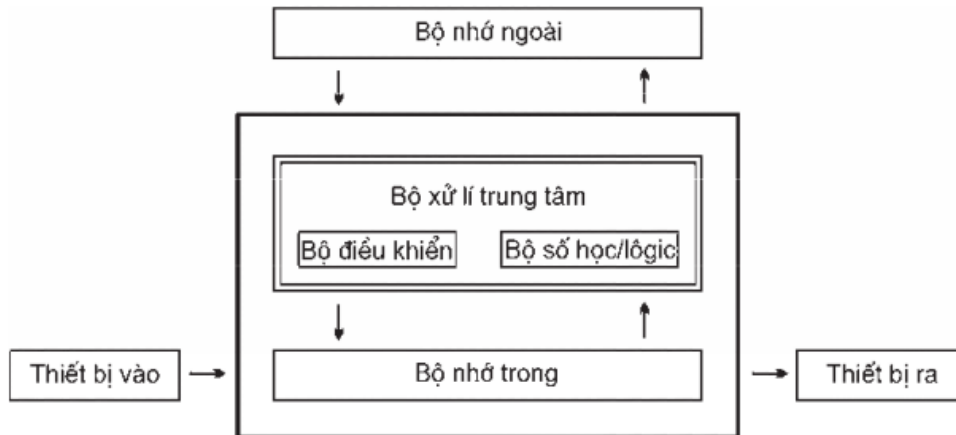 Bộ nhớ ngoài
Bộ xử lí trung tâm
Bộ điều khiển
Bộ số học/lôgic
Thiết bị vào
Bộ nhớ trong
Thiết bị ra